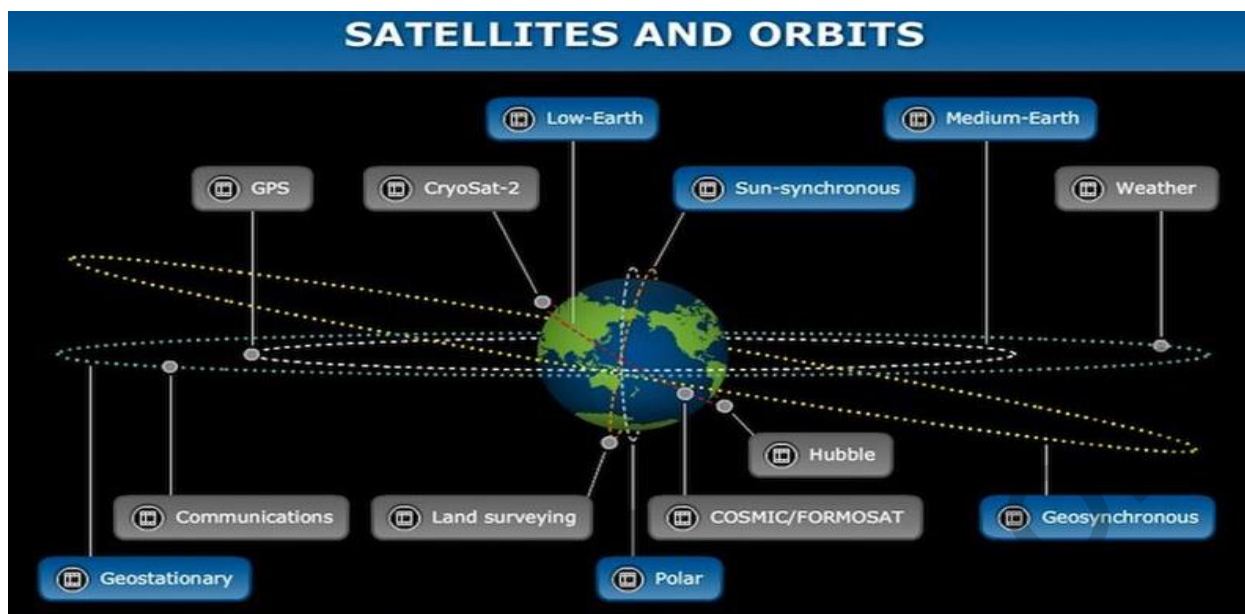 SATELLITES AND ORBITS
Low-Earth
Medium-Earth
GPS
CryoSat-2
Sun-synchronous
Weather
Hubble
Communications
Land surveying
COSMIC/FORMOSAT
Geosynchronous
Geostationary
Polar